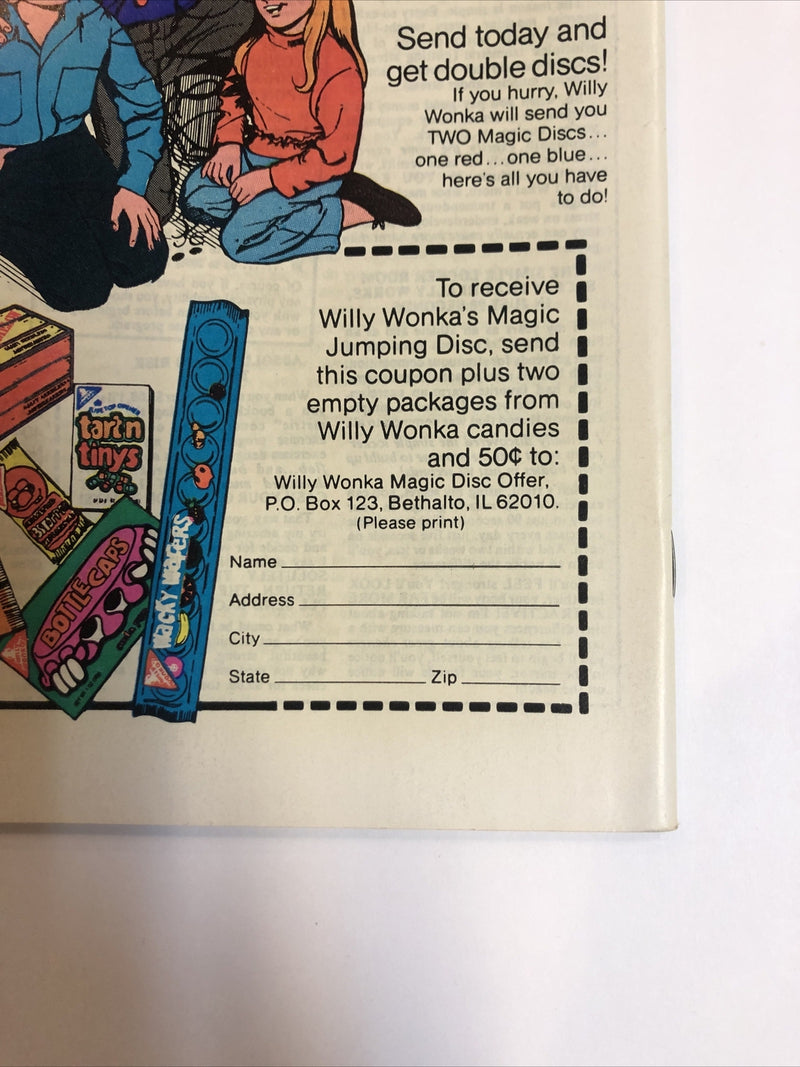 Send today and
get double discs!
If you hurry, Willy
Wonka will send you
TWO Magic Discs...
one red...one blue...
here's all you have
to do!
To receive
Willy Wonka's Magic
Jumping Disc, send
this coupon plus two
empty packages from
Willy Wonka candies
and 50¢ to:
Willy Wonka Magic Disc Offer,
P.O. Box 123, Bethalto, IL 62010.
(Please print)
Name
Address
City
State Zip
tart n
tinys
BOTTLE CAPS
WACKY WAFERS